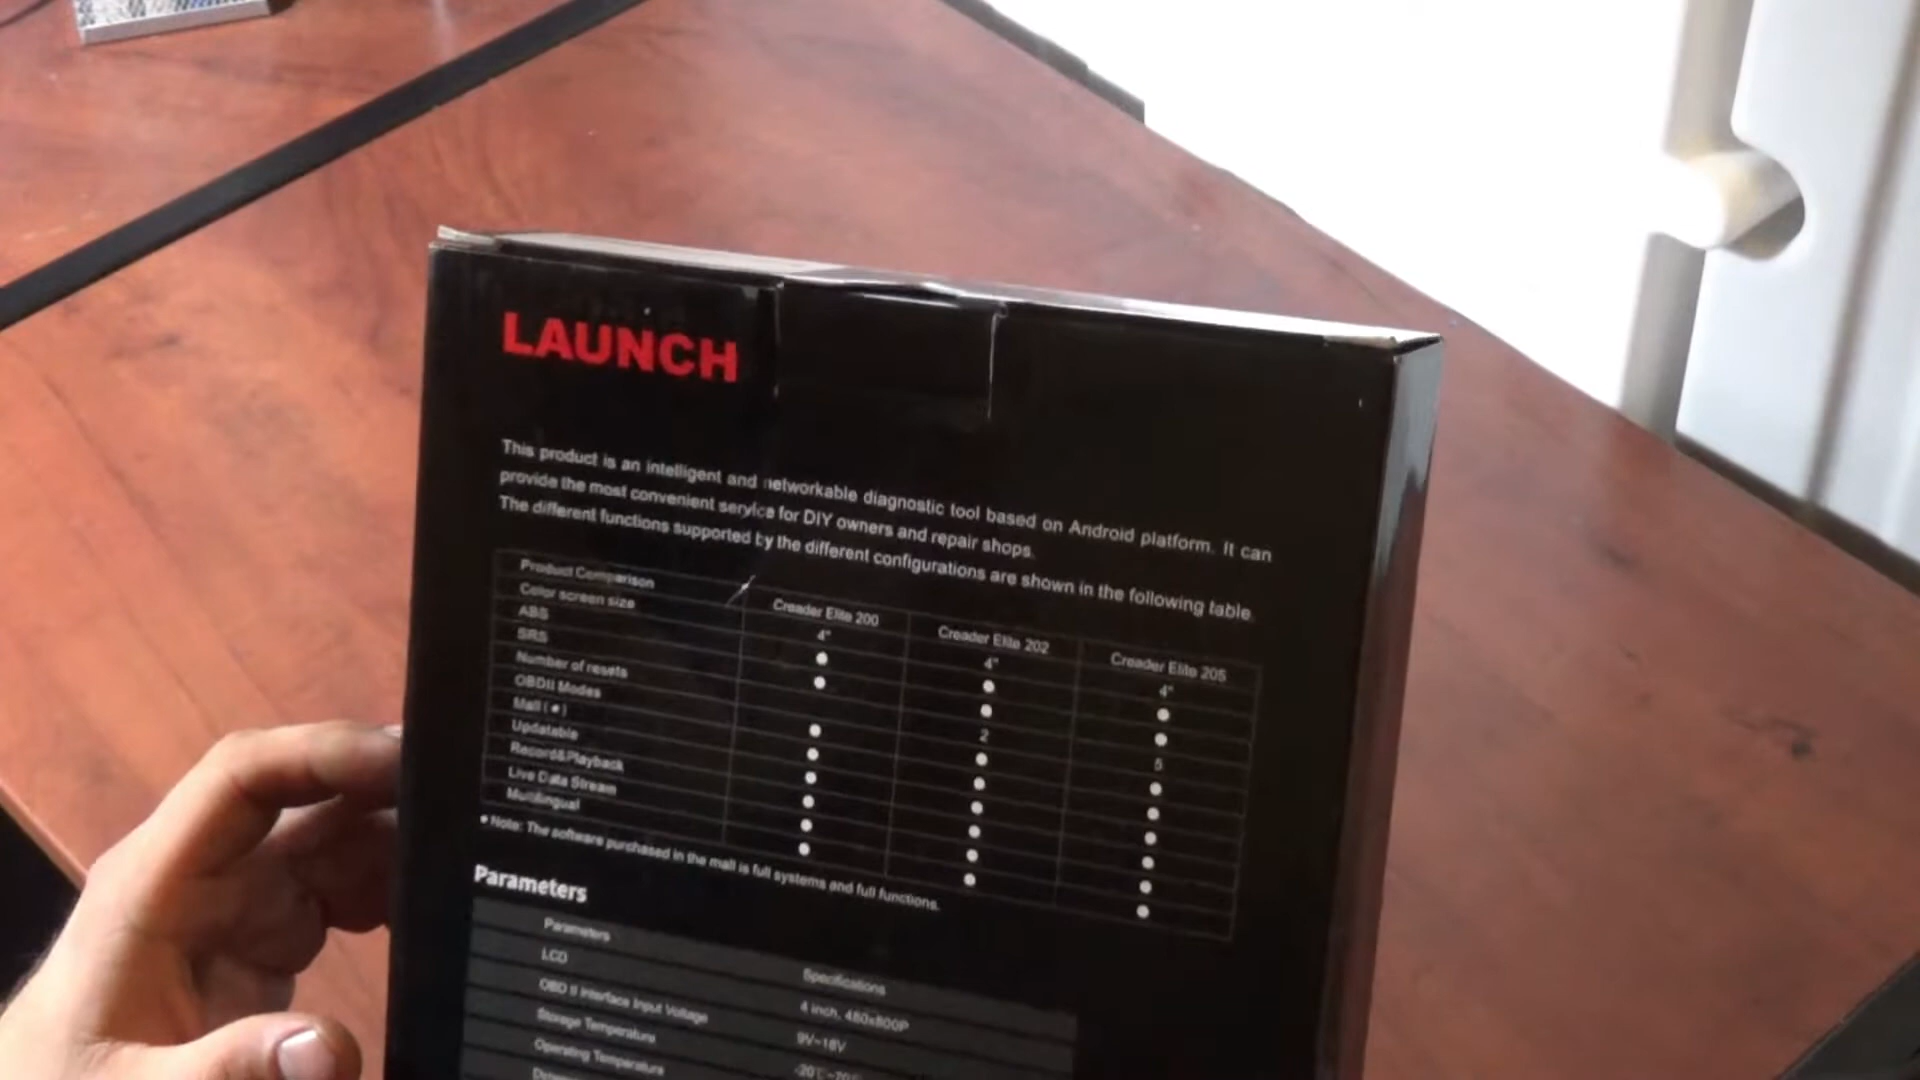 LAUNCH
This product is an intelligent and networkable diagnostic tool based on Android platform. It can
provide the most convenient service for DIY owners and repair shops.
The different functions supported by the different configurations are shown in the following table
Product Comparison Creader Elite 200 Creader Elite 202 Creader Elite 205
Color screen size 4" 4" 4"
ABS ● ● ●
SRS ● ● ●
Number of resets 2 5
OBDII Modes ● ● ●
Mall (●) ● ● ●
Updatable ● ● ●
Record&Playback ● ● ●
Live Data Stream ● ● ●
Multilingual ● ● ●
● Note: The software purchased in the mall is full systems and full functions.
Parameters
Parameters Specifications
LCD 4 inch, 480x800P
OBD II Interface Input Voltage 9V~18V
Storage Temperature -20℃~70
Operating Temperature